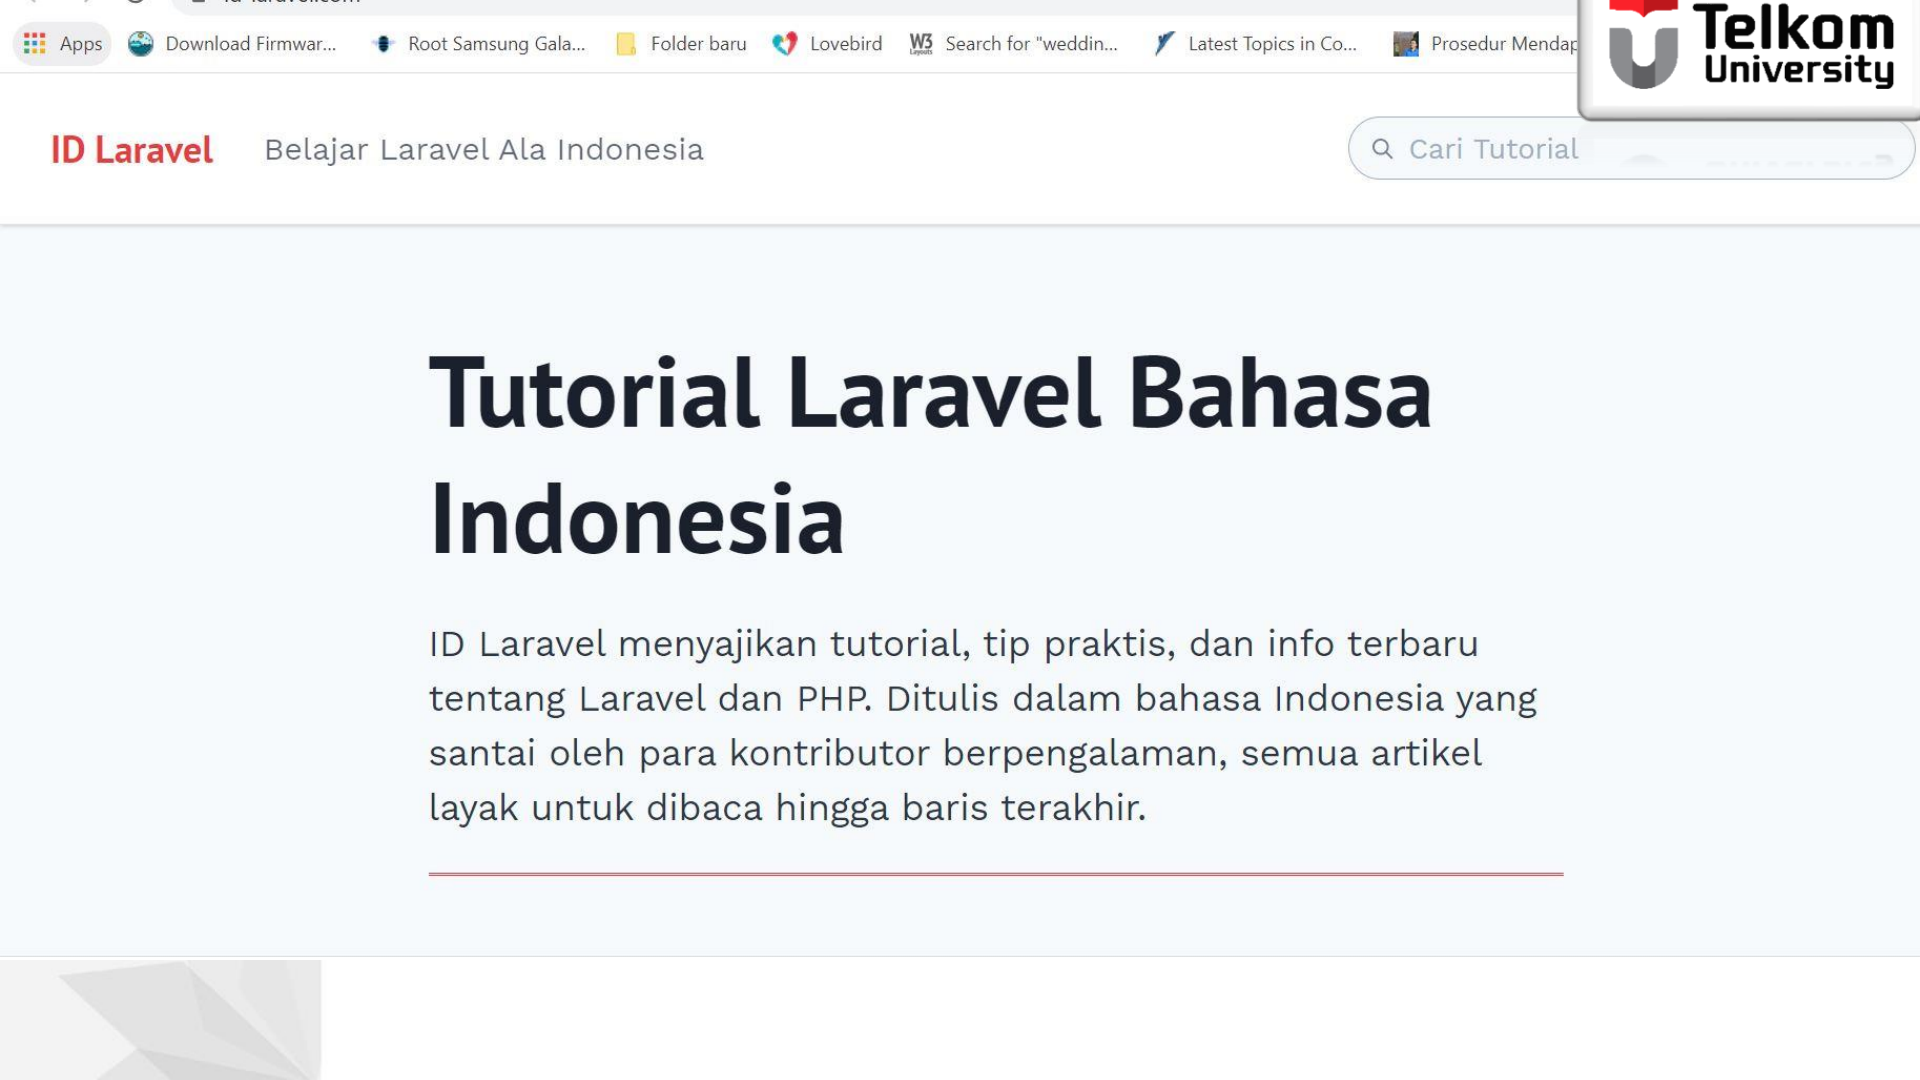 Apps
Download Firmwar...
Root Samsung Gala...
Folder baru
Lovebird
W3 Layouts
Search for "weddin...
Latest Topics in Co...
Prosedur Mendap
Telkom
University
ID Laravel
Belajar Laravel Ala Indonesia
Cari Tutorial
Tutorial Laravel Bahasa
Indonesia
ID Laravel menyajikan tutorial, tip praktis, dan info terbaru
tentang Laravel dan PHP. Ditulis dalam bahasa Indonesia yang
santai oleh para kontributor berpengalaman, semua artikel
layak untuk dibaca hingga baris terakhir.